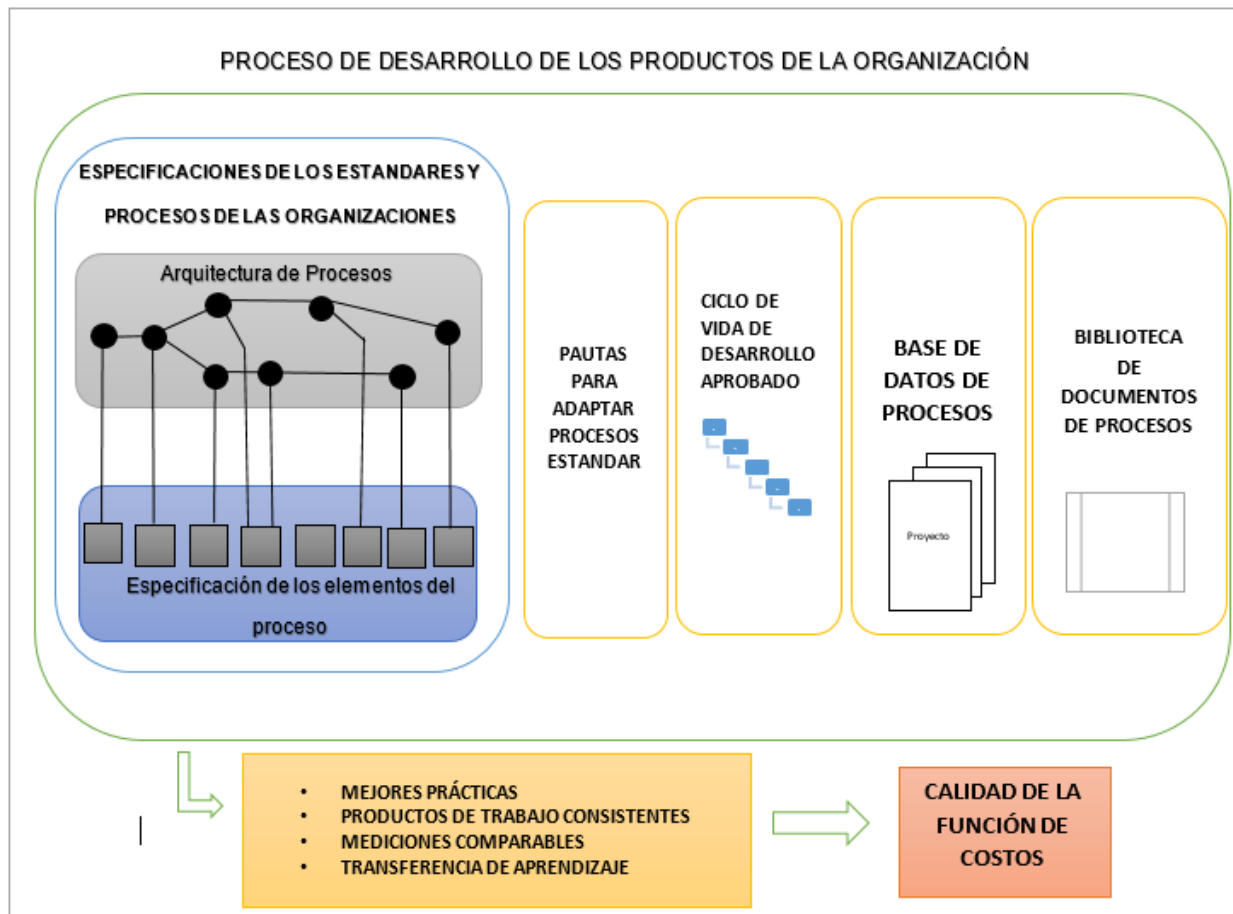 PROCESO DE DESARROLLO DE LOS PRODUCTOS DE LA ORGANIZACIÓN
ESPECIFICACIONES DE LOS ESTANDARES Y
PROCESOS DE LAS ORGANIZACIONES
Arquitectura de Procesos
Especificación de los elementos del
proceso
PAUTAS
PARA
ADAPTAR
PROCESOS
ESTANDAR
CICLO DE
VIDA DE
DESARROLLO
APROBADO
BASE DE
DATOS DE
PROCESOS
Proyecto
BIBLIOTECA
DE
DOCUMENTOS
DE PROCESOS
• MEJORES PRÁCTICAS
• PRODUCTOS DE TRABAJO CONSISTENTES
• MEDICIONES COMPARABLES
• TRANSFERENCIA DE APRENDIZAJE
CALIDAD DE LA
FUNCIÓN DE
COSTOS